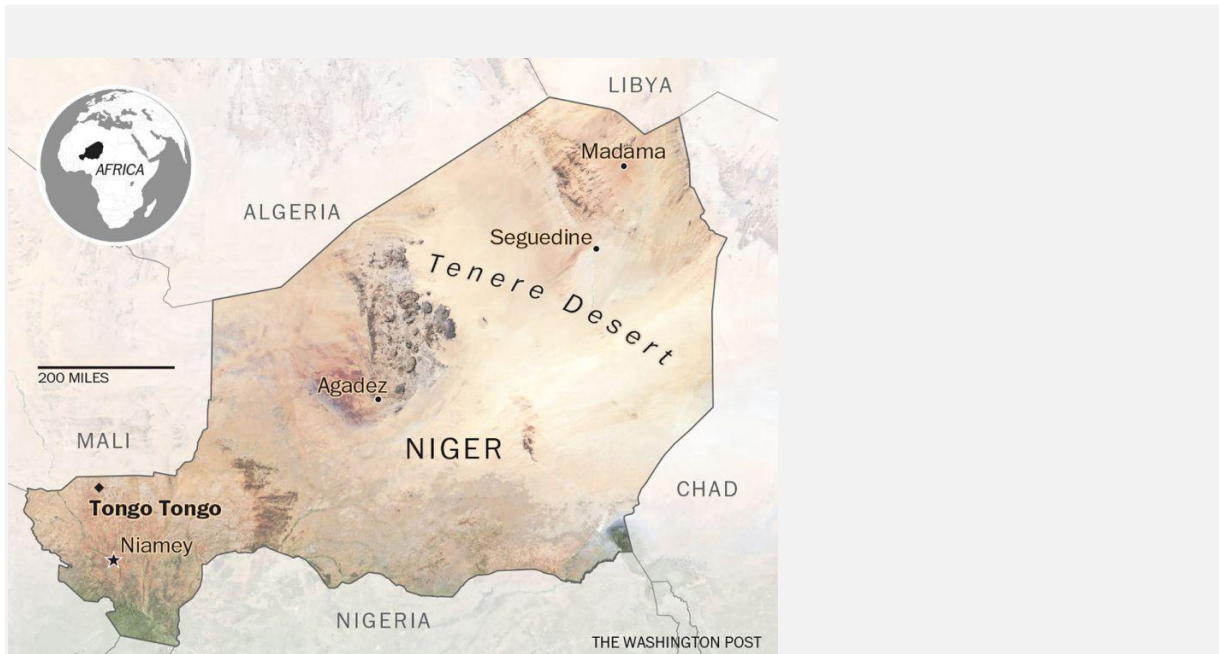 LIBYA
Madama
AFRICA
ALGERIA
Seguedine
Tenere Desert
200 MILES
Agadez
MALI
NIGER
CHAD
Tongo Tongo
Niamey
NIGERIA
THE WASHINGTON POST